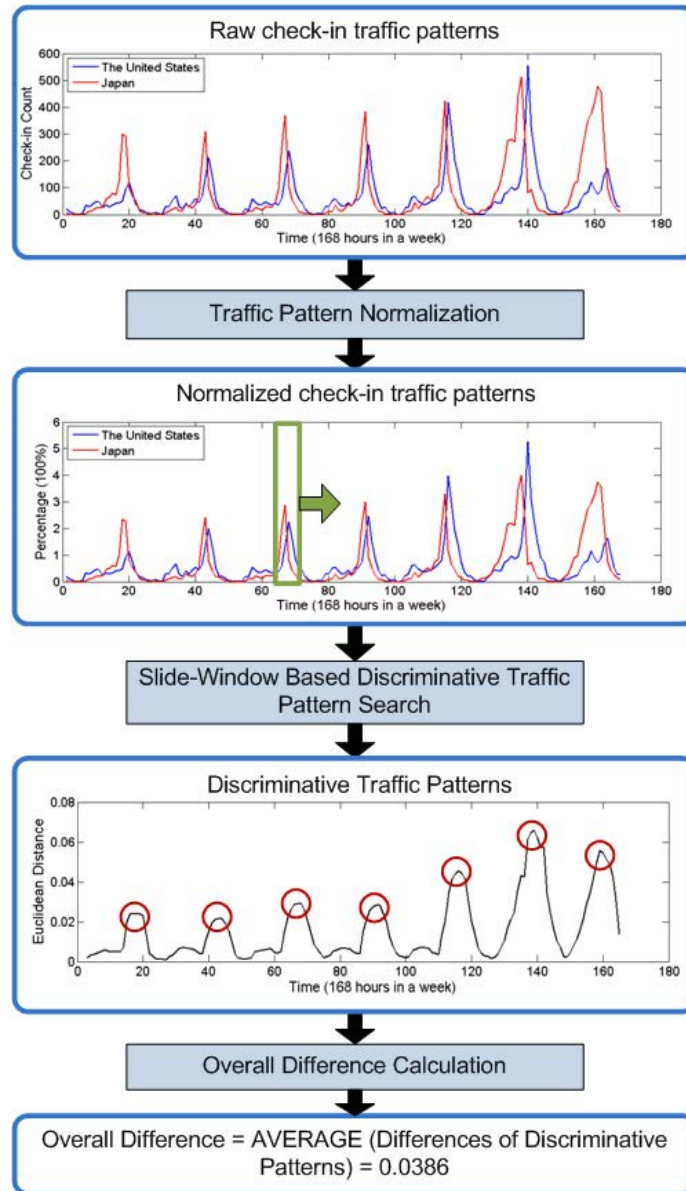 Raw check-in traffic patterns
600
500
400
300
200
100
0
Check-in Count
The United States
Japan
0 20 40 60 80 100 120 140 160 180
Time (168 hours in a week)
Traffic Pattern Normalization
Normalized check-in traffic patterns
6
5
4
3
2
1
0
Percentage (100%)
The United States
Japan
0 20 40 60 80 100 120 140 160 180
Time (168 hours in a week)
Slide-Window Based Discriminative Traffic
Pattern Search
Discriminative Traffic Patterns
0.08
0.06
0.04
0.02
0
Euclidean Distance
0 20 40 60 80 100 120 140 160 180
Time (168 hours in a week)
Overall Difference Calculation
Overall Difference = AVERAGE (Differences of Discriminative
Patterns) = 0.0386